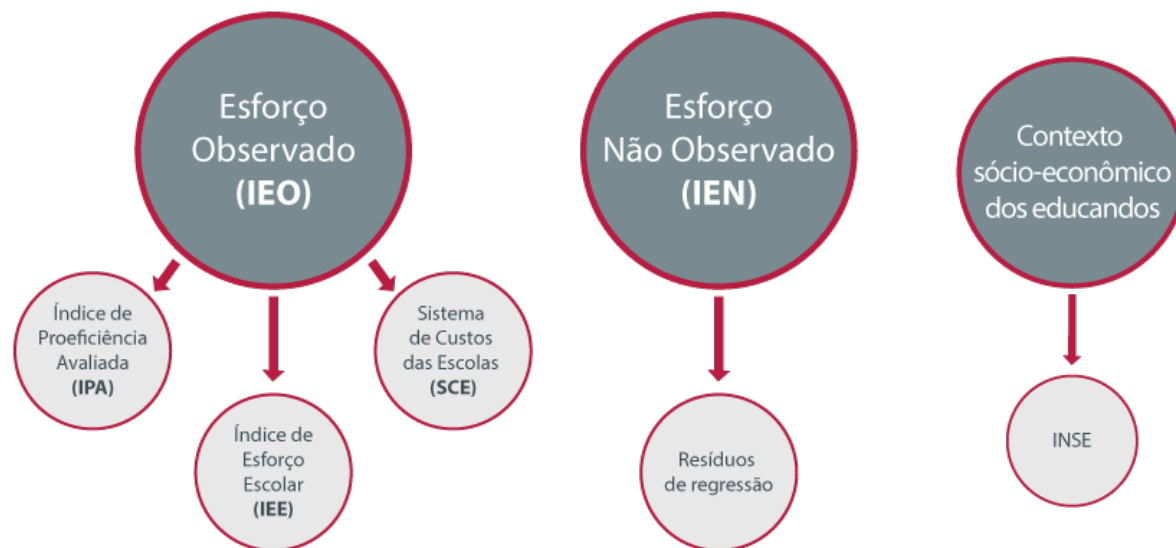 Esforço
Observado
(IEO)
Esforço
Não Observado
(IEN)
Contexto
sócio-econômico
dos educandos
Índice de
Proeficiência
Avaliada
(IPA)
Índice de
Esforço
Escolar
(IEE)
Sistema
de Custos
das Escolas
(SCE)
Resíduos
de regressão
INSE